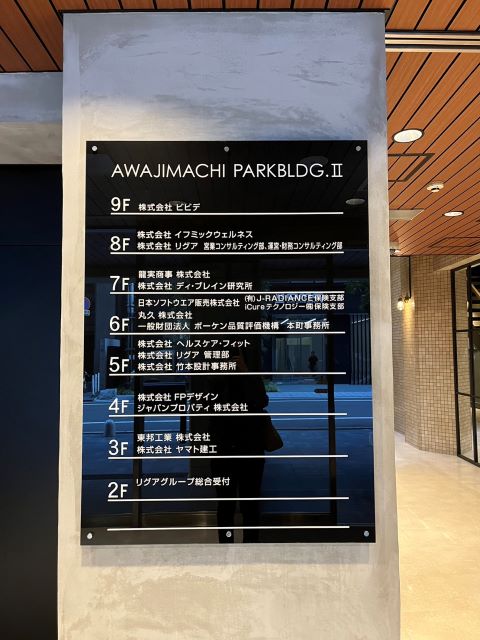 AWAJIMACHI PARKBLDG.Ⅱ
9F 株式会社 ビビデ
8F 株式会社 イフミックウェルネス
株式会社 リグア 営業コンサルティング部、運営・財務コンサルティング部
7F 龍実商事 株式会社
株式会社 ディ・ブレイン研究所
日本ソフトウエア販売株式会社 (有)J-RADIANCE保険支部
iCureテクノロジー㈱保険支部
6F 丸久 株式会社
一般財団法人 ボーケン品質評価機構 本町事務所
5F 株式会社 ヘルスケア・フィット
株式会社 リグア 管理部
株式会社 竹本設計事務所
4F 株式会社 FPデザイン
ジャパンプロパティ 株式会社
3F 東邦工業 株式会社
株式会社 ヤマト建工
2F リグアグループ総合受付